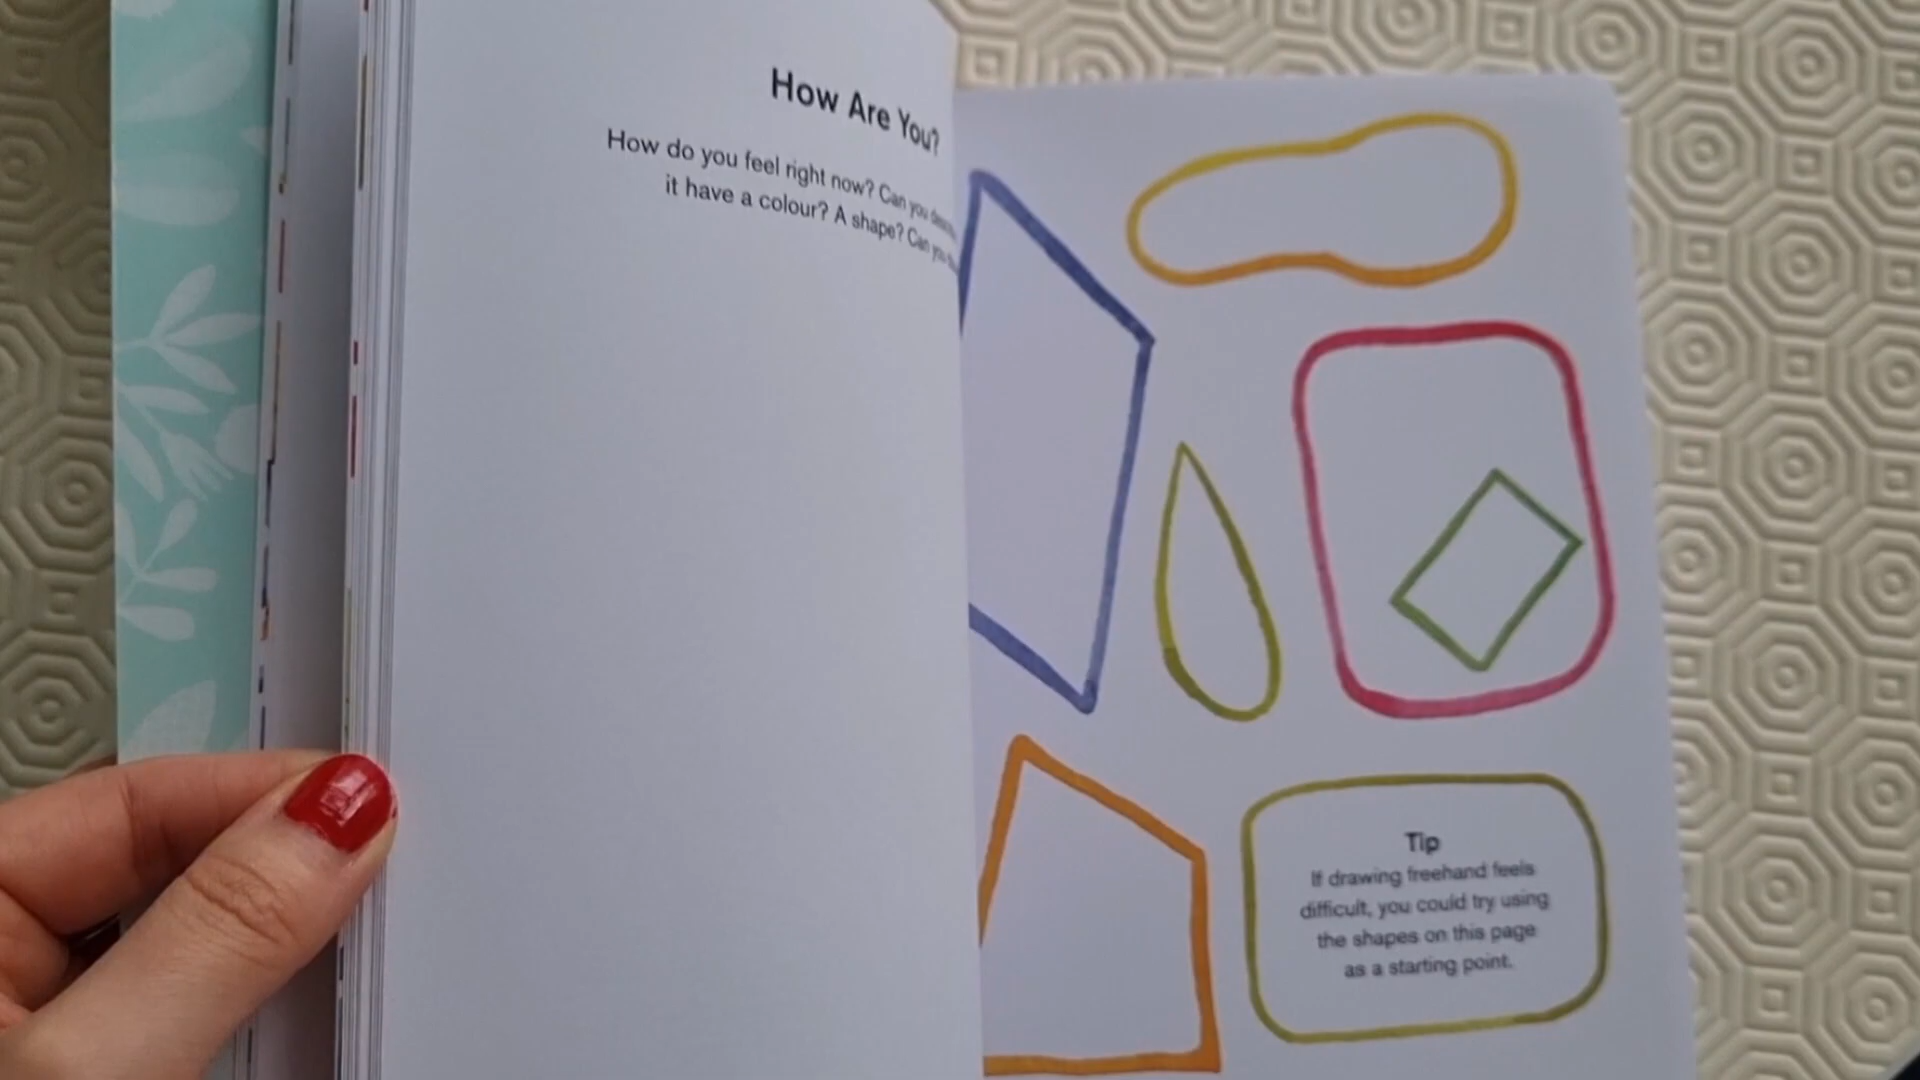 How Are You?
How do you feel right now? Can you
it have a colour? A shape? Can you
Tip
If drawing freehand feels
difficult, you could try using
the shapes on this page
as a starting point.